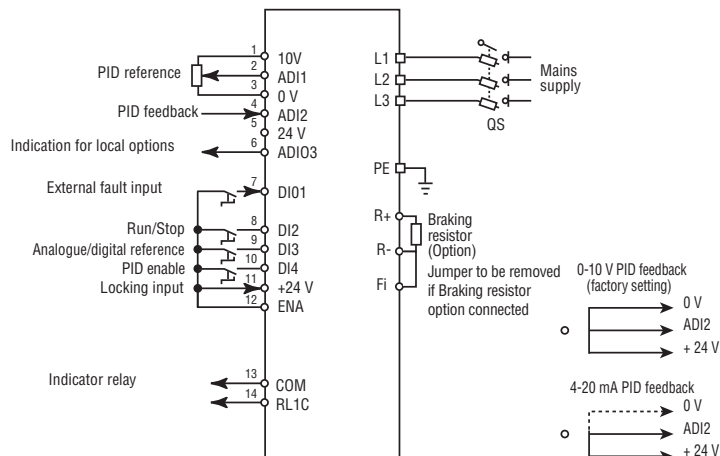 1 10V
PID reference 2 ADI1
3 0 V
PID feedback 4 ADI2
5 24 V
Indication for local options 6 ADIO3
External fault input 7 DI01
Run/Stop 8 DI2
Analogue/digital reference 9 DI3
PID enable 10 DI4
Locking input 11 +24 V
12 ENA
Indicator relay 13 COM
14 RL1C
L1
L2
L3
Mains
supply
QS
PE
R+
R-
Fi
Braking
resistor
(Option)
Jumper to be removed
if Braking resistor
option connected
0-10 V PID feedback
(factory setting)
0 V
ADI2
+ 24 V
4-20 mA PID feedback
0 V
ADI2
+ 24 V